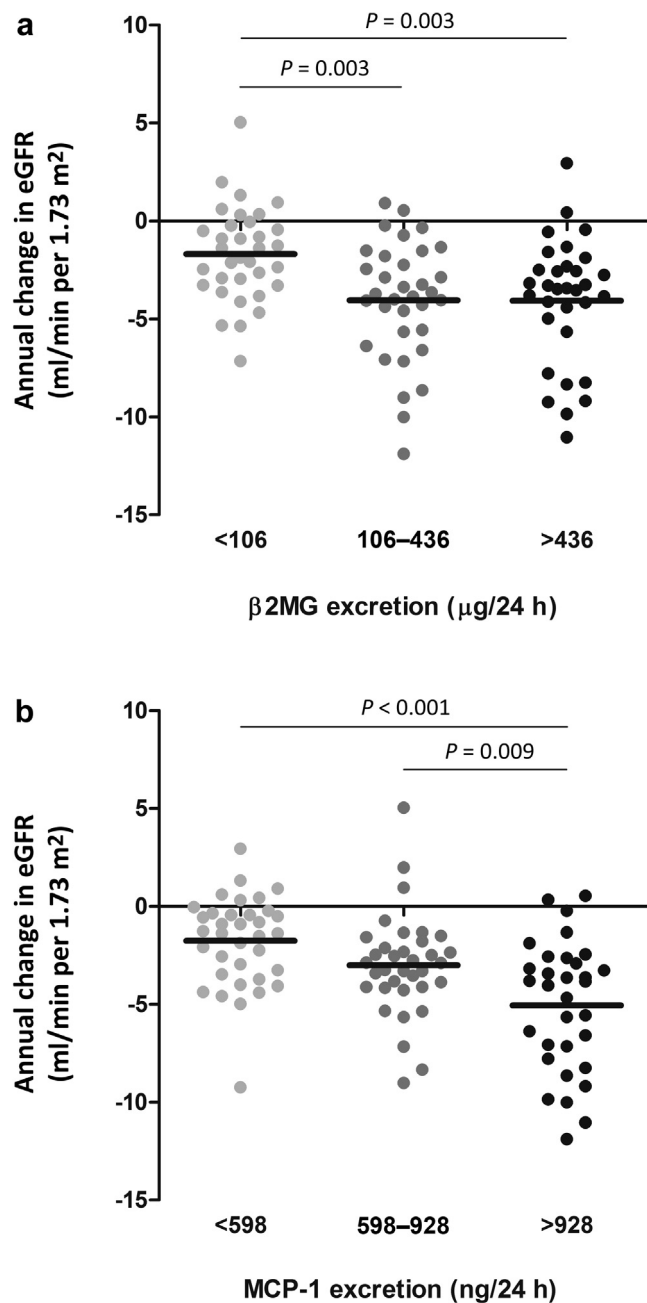 a
10
P = 0.003
P = 0.003
5
0
-5
-10
-15
Annual change in eGFR
(ml/min per 1.73 m²)
<106 106–436 >436
β2MG excretion (μg/24 h)
b
10
P < 0.001
P = 0.009
5
0
-5
-10
-15
Annual change in eGFR
(ml/min per 1.73 m²)
<598 598–928 >928
MCP-1 excretion (ng/24 h)